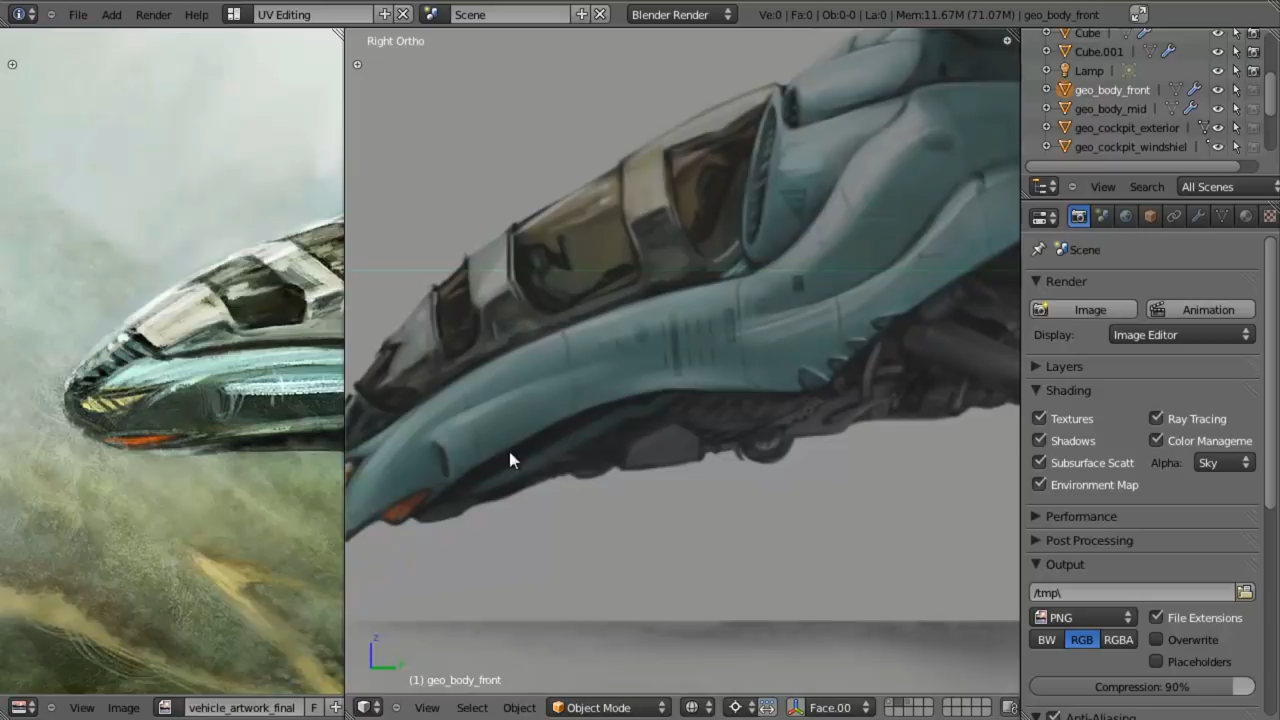 File Add Render Help UV Editing Scene Blender Render Ve:0 | Fa:0 | Ob:0-0 | La:0 | Mem:11.67M (71.07M) | geo_body_front
Right Ortho
Cube
Cube.001
Lamp
geo_body_front
geo_body_mid
geo_cockpit_exterior
geo_cockpit_windshiel
View Search All Scenes
Scene
Render
Image Animation
Display: Image Editor
Layers
Shading
Textures Ray Tracing
Shadows Color Manageme
Subsurface Scatt Alpha: Sky
Environment Map
Performance
Post Processing
Output
/tmp\
PNG File Extensions
BW RGB RGBA Overwrite
Placeholders
Compression: 90%
Anti-Aliasing
z
(1) geo_body_front
View Image vehicle_artwork_final F View Select Object Object Mode Face.00